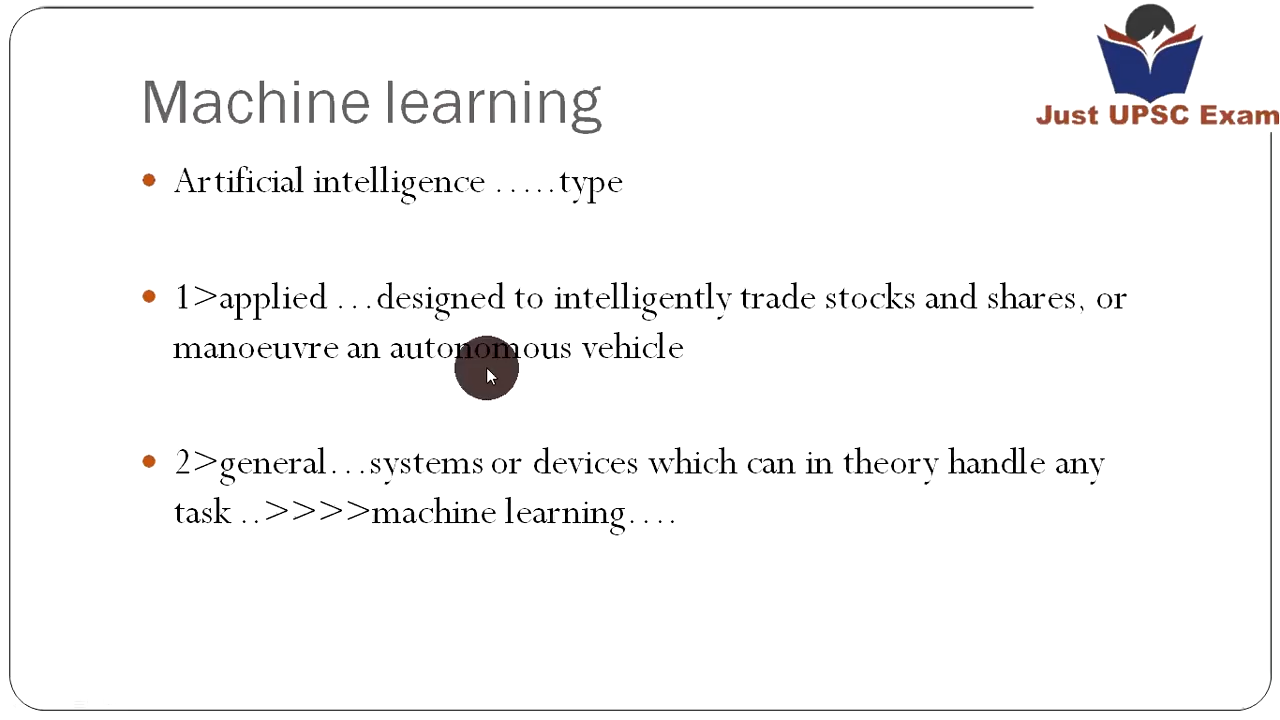 Just UPSC Exam
Machine learning
Artificial intelligence .....type
1>applied ...designed to intelligently trade stocks and shares, or
manoeuvre an autonomous vehicle
2>general...systems or devices which can in theory handle any
task ..>>>>machine learning....